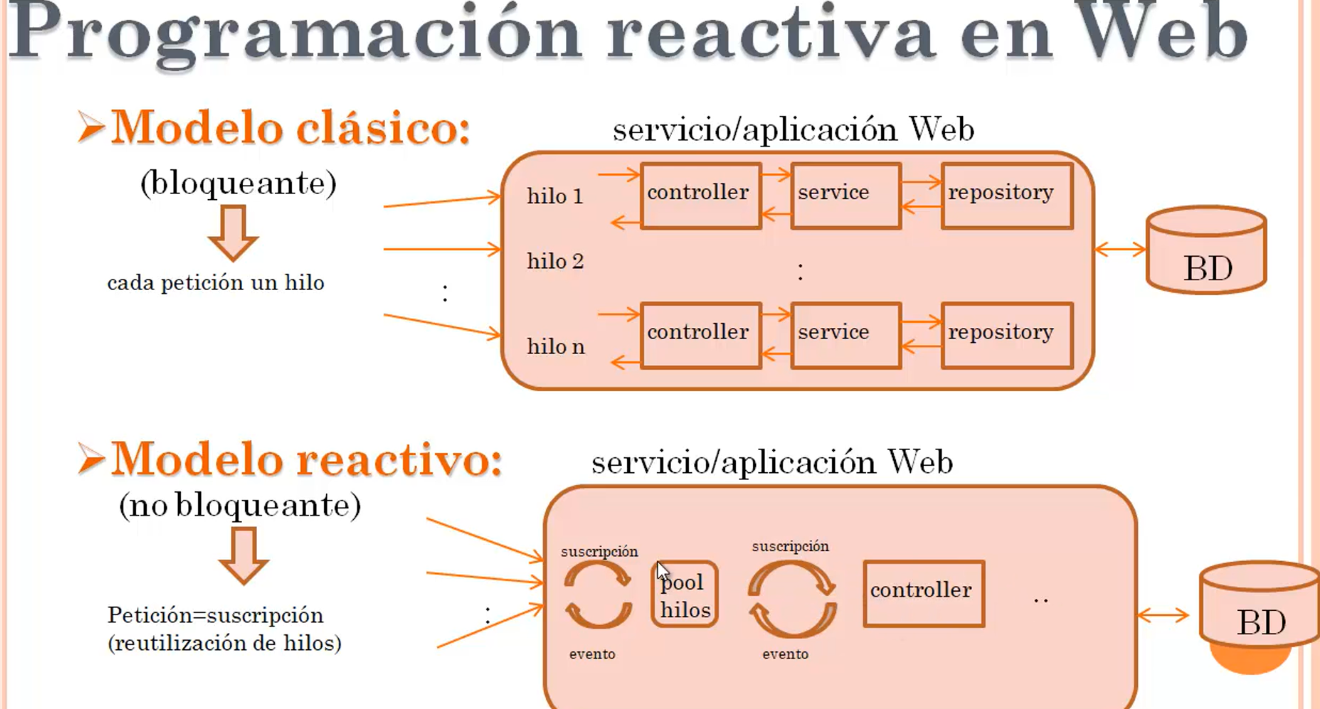 Programación reactiva en Web
➢Modelo clásico:
servicio/aplicación Web
(bloqueante)
cada petición un hilo
:
hilo 1
controller
service
repository
hilo 2
:
BD
hilo n
controller
service
repository
➢Modelo reactivo:
servicio/aplicación Web
(no bloqueante)
Petición=suscripción
(reutilización de hilos)
:
suscripción
evento
pool
hilos
suscripción
evento
controller
..
BD